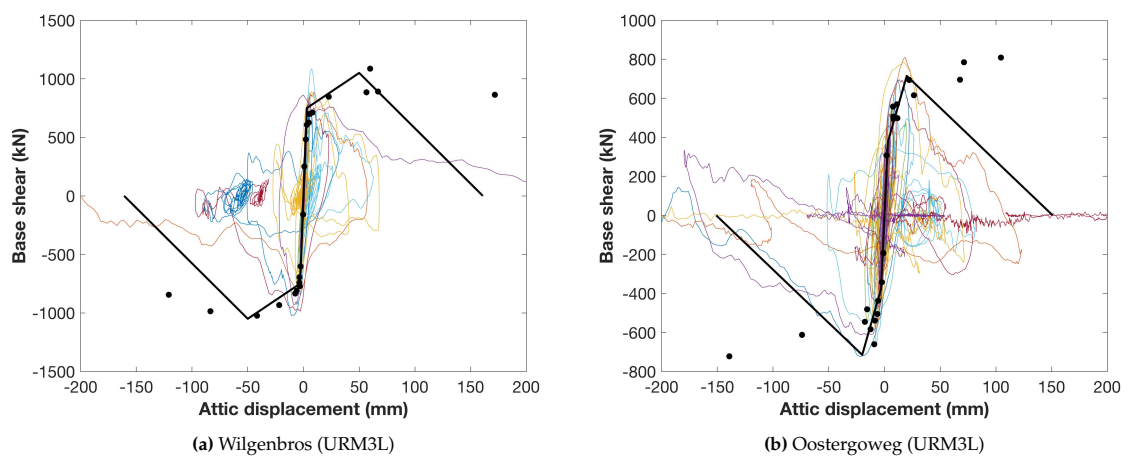 1500
1000
500
0
-500
-1000
-1500
Base shear (kN)
-200 -150 -100 -50 0 50 100 150 200
Attic displacement (mm)
(a) Wilgenbros (URM3L)
1000
800
600
400
200
0
-200
-400
-600
-800
Base shear (kN)
-200 -150 -100 -50 0 50 100 150 200
Attic displacement (mm)
(b) Oostergoweg (URM3L)